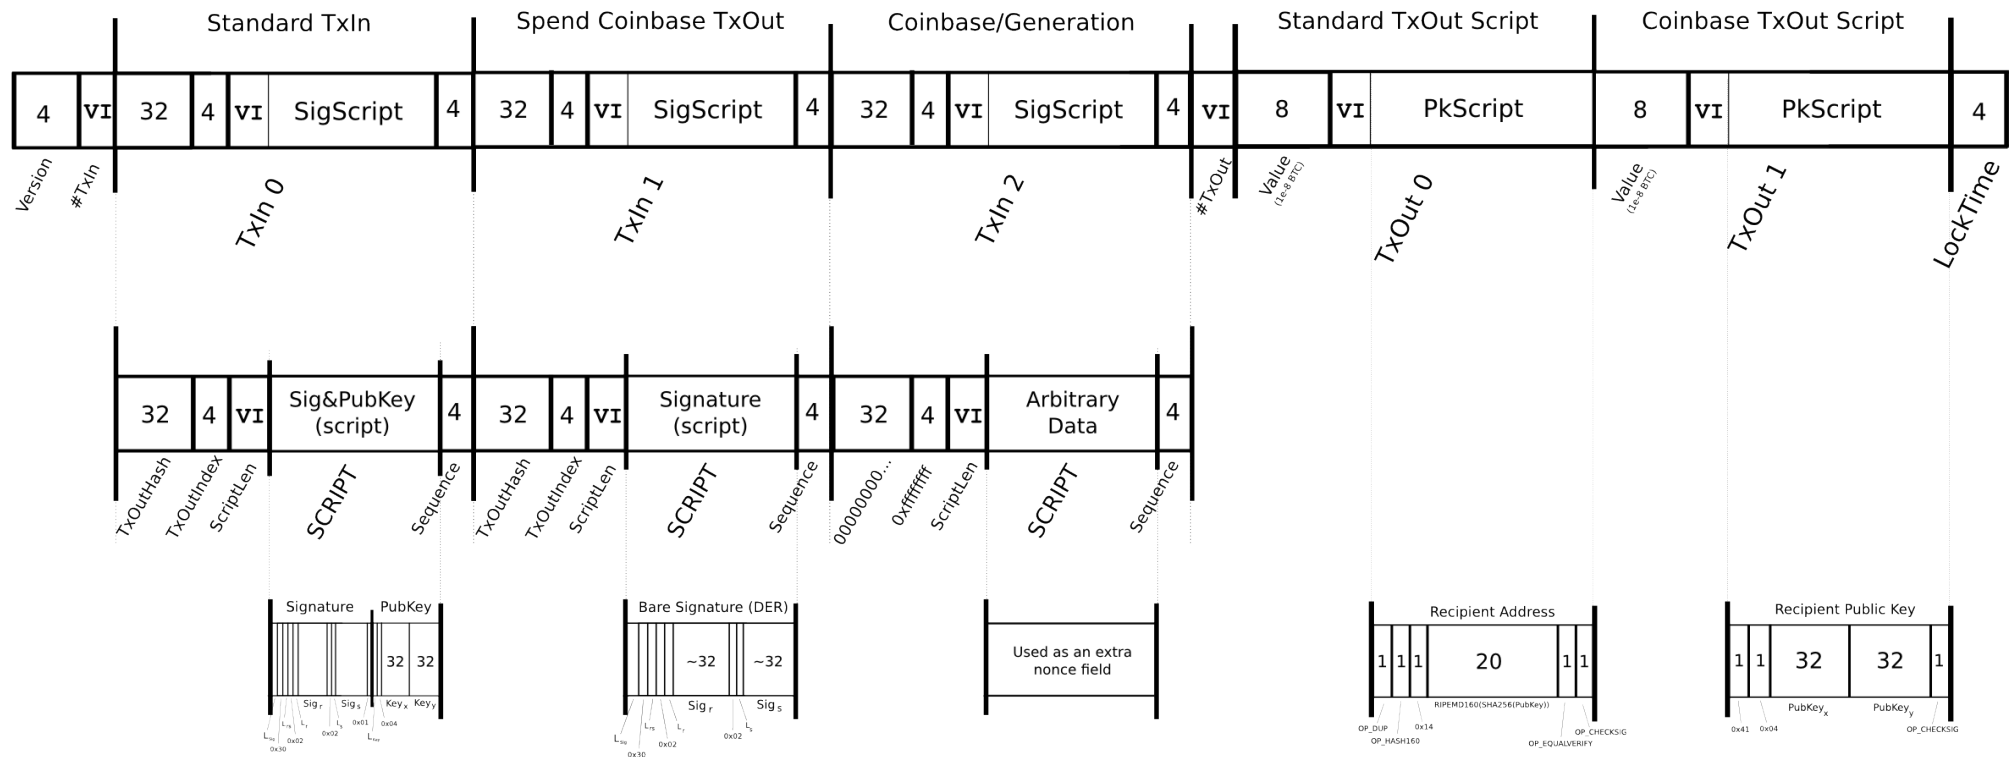 Standard TxIn
Spend Coinbase TxOut
Coinbase/Generation
Standard TxOut Script
Coinbase TxOut Script
4 VI 32 4 VI SigScript 4 32 4 VI SigScript 4 32 4 VI SigScript 4 VI 8 VI PkScript 8 VI PkScript 4
Version
#TxIn
TxIn 0
TxIn 1
TxIn 2
#TxOut
Value
(1e-8 BTC)
TxOut 0
Value
(1e-8 BTC)
TxOut 1
LockTime
32 4 VI
Sig&PubKey
(script)
4
32 4 VI
Signature
(script)
4
32 4 VI
Arbitrary
Data
4
TxOutHash
TxOutIndex
ScriptLen
SCRIPT
Sequence
TxOutHash
TxOutIndex
ScriptLen
SCRIPT
Sequence
00000000...
0xffffffff
ScriptLen
SCRIPT
Sequence
Signature
PubKey
32 32
Sig r
Sig s
Key x
Key y
L rs
L r
L s
0x01
0x04
0x02
0x02
0x30
Bare Signature (DER)
~32 ~32
Sig r
Sig s
L sig
L rs
L r
L s
0x02
0x02
0x30
Used as an extra
nonce field
Recipient Address
1 1 1 20 1 1
RIPEMD160(SHA256(PubKey))
OP_DUP
0x14
OP_HASH160
OP_EQUALVERIFY
OP_CHECKSIG
Recipient Public Key
1 1 32 32 1
PubKey x
PubKey y
0x41
0x04
OP_CHECKSIG